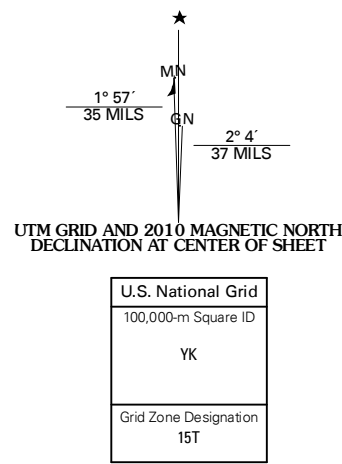 ★
MN
1° 57´
35 MILS
GN
2° 4´
37 MILS
UTM GRID AND 2010 MAGNETIC NORTH
DECLINATION AT CENTER OF SHEET
U.S. National Grid
100,000-m Square ID
YK
Grid Zone Designation
15T